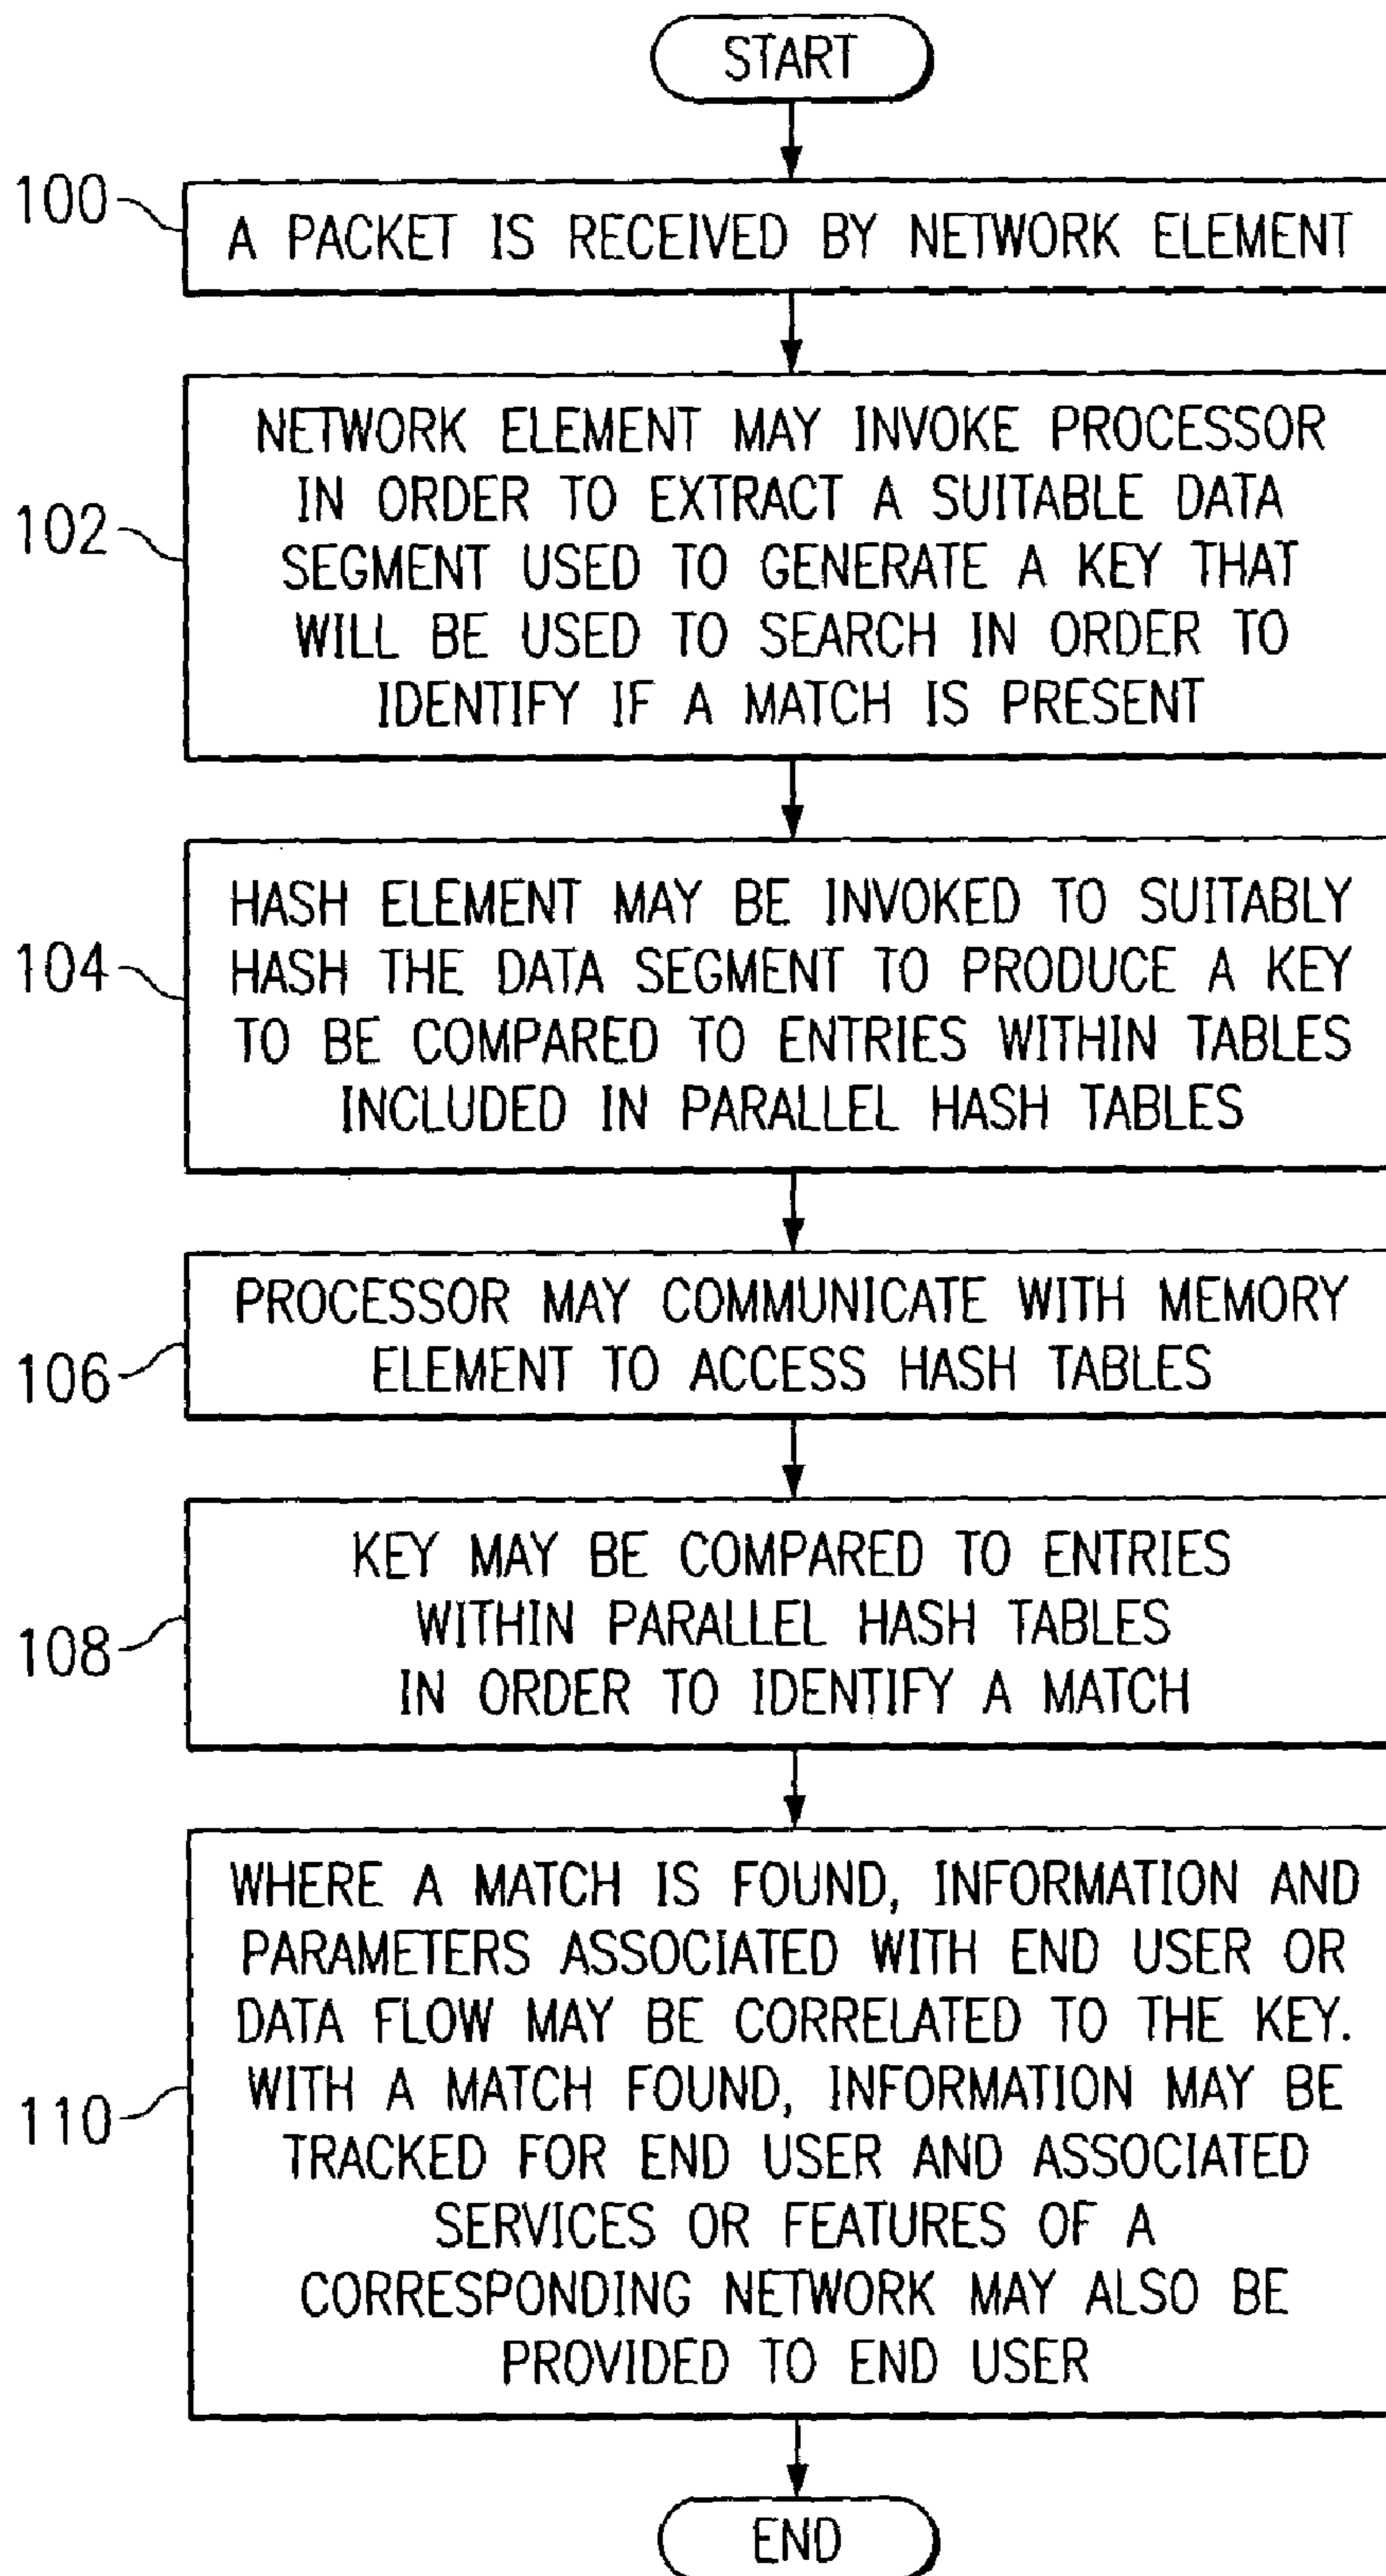 START
100
A PACKET IS RECEIVED BY NETWORK ELEMENT
102
NETWORK ELEMENT MAY INVOKE PROCESSOR
IN ORDER TO EXTRACT A SUITABLE DATA
SEGMENT USED TO GENERATE A KEY THAT
WILL BE USED TO SEARCH IN ORDER TO
IDENTIFY IF A MATCH IS PRESENT
104
HASH ELEMENT MAY BE INVOKED TO SUITABLY
HASH THE DATA SEGMENT TO PRODUCE A KEY
TO BE COMPARED TO ENTRIES WITHIN TABLES
INCLUDED IN PARALLEL HASH TABLES
106
PROCESSOR MAY COMMUNICATE WITH MEMORY
ELEMENT TO ACCESS HASH TABLES
108
KEY MAY BE COMPARED TO ENTRIES
WITHIN PARALLEL HASH TABLES
IN ORDER TO IDENTIFY A MATCH
110
WHERE A MATCH IS FOUND, INFORMATION AND
PARAMETERS ASSOCIATED WITH END USER OR
DATA FLOW MAY BE CORRELATED TO THE KEY.
WITH A MATCH FOUND, INFORMATION MAY BE
TRACKED FOR END USER AND ASSOCIATED
SERVICES OR FEATURES OF A
CORRESPONDING NETWORK MAY ALSO BE
PROVIDED TO END USER
END